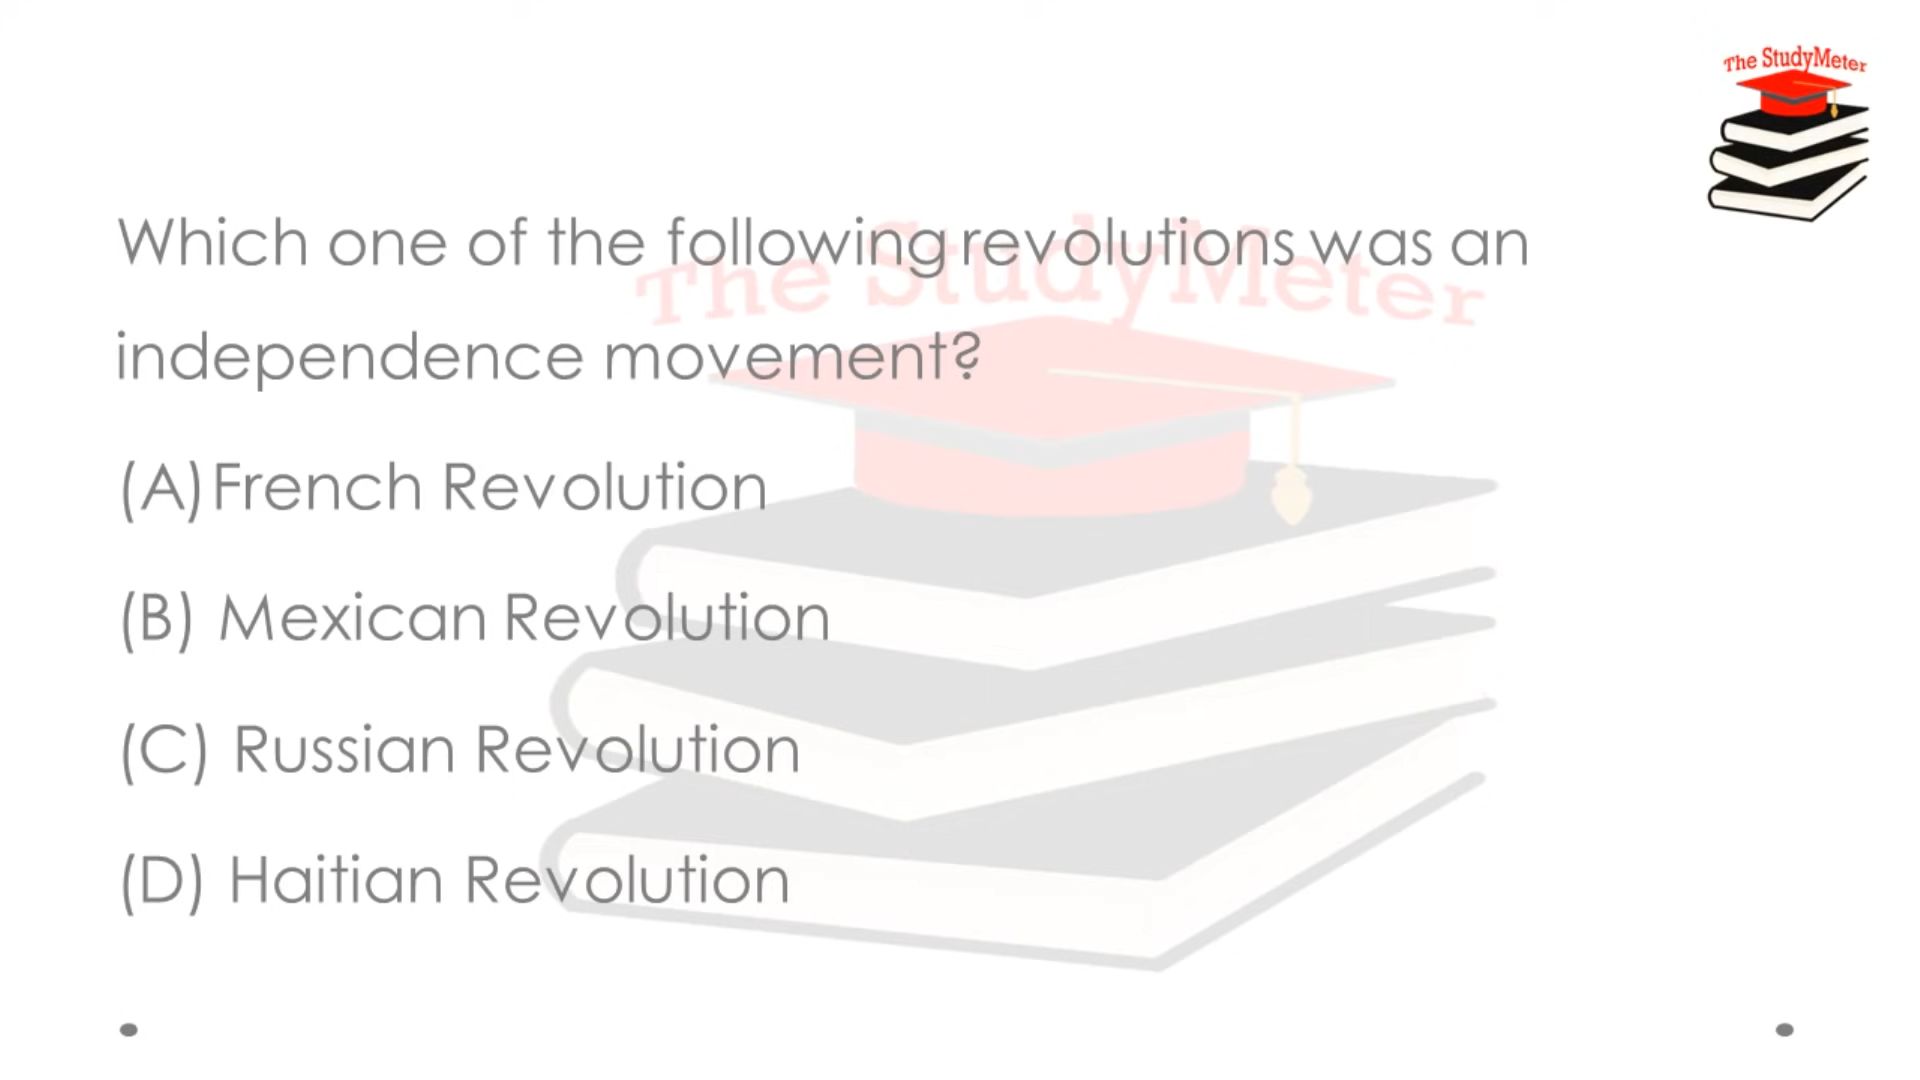 The StudyMeter
Which one of the following revolutions was an
The StudyMeter
independence movement?
(A) French Revolution
(B) Mexican Revolution
(C) Russian Revolution
(D) Haitian Revolution